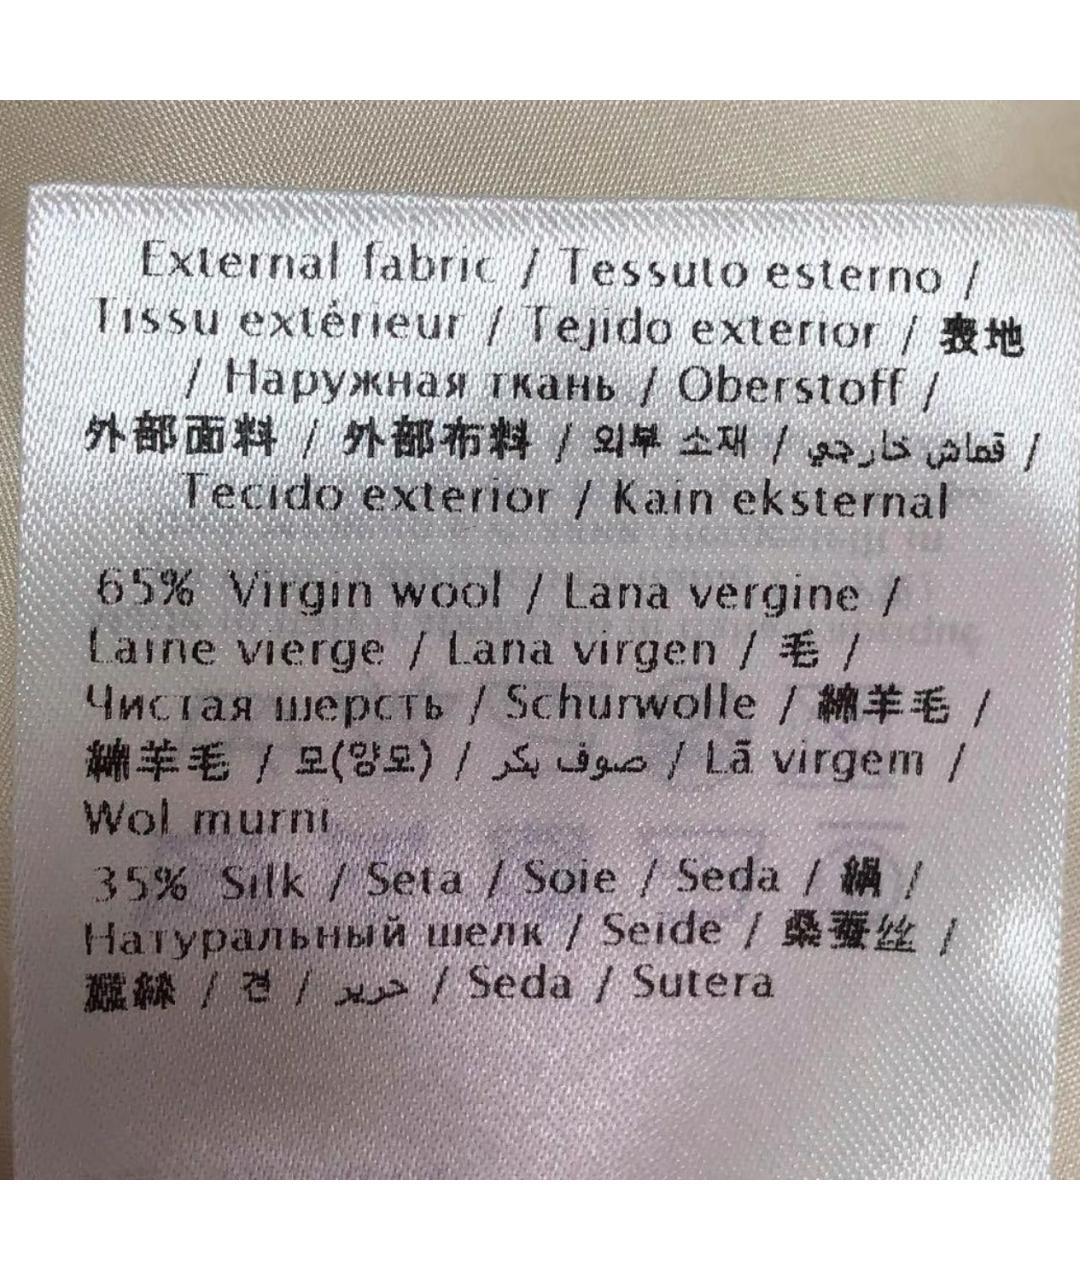 External fabric / Tessuto esterno /
Tissu extérieur / Tejido exterior / 表地
/ Наружная ткань / Oberstoff /
外部面料 / 外部布料 / 외부 소재 / قماش خارجي /
Tecido exterior / Kain eksternal
65% Virgin wool / Lana vergine /
Laine vierge / Lana virgen / 毛 /
Чистая шерсть / Schurwolle / 綿羊毛 /
綿羊毛 / 모(양모) / صوف بكر / Lã virgem /
Wol murni
35% Silk / Seta / Soie / Seda / 絹 /
Натуральный шелк / Seide / 桑蚕丝 /
蠶絲 / 견 / حرير / Seda / Sutera